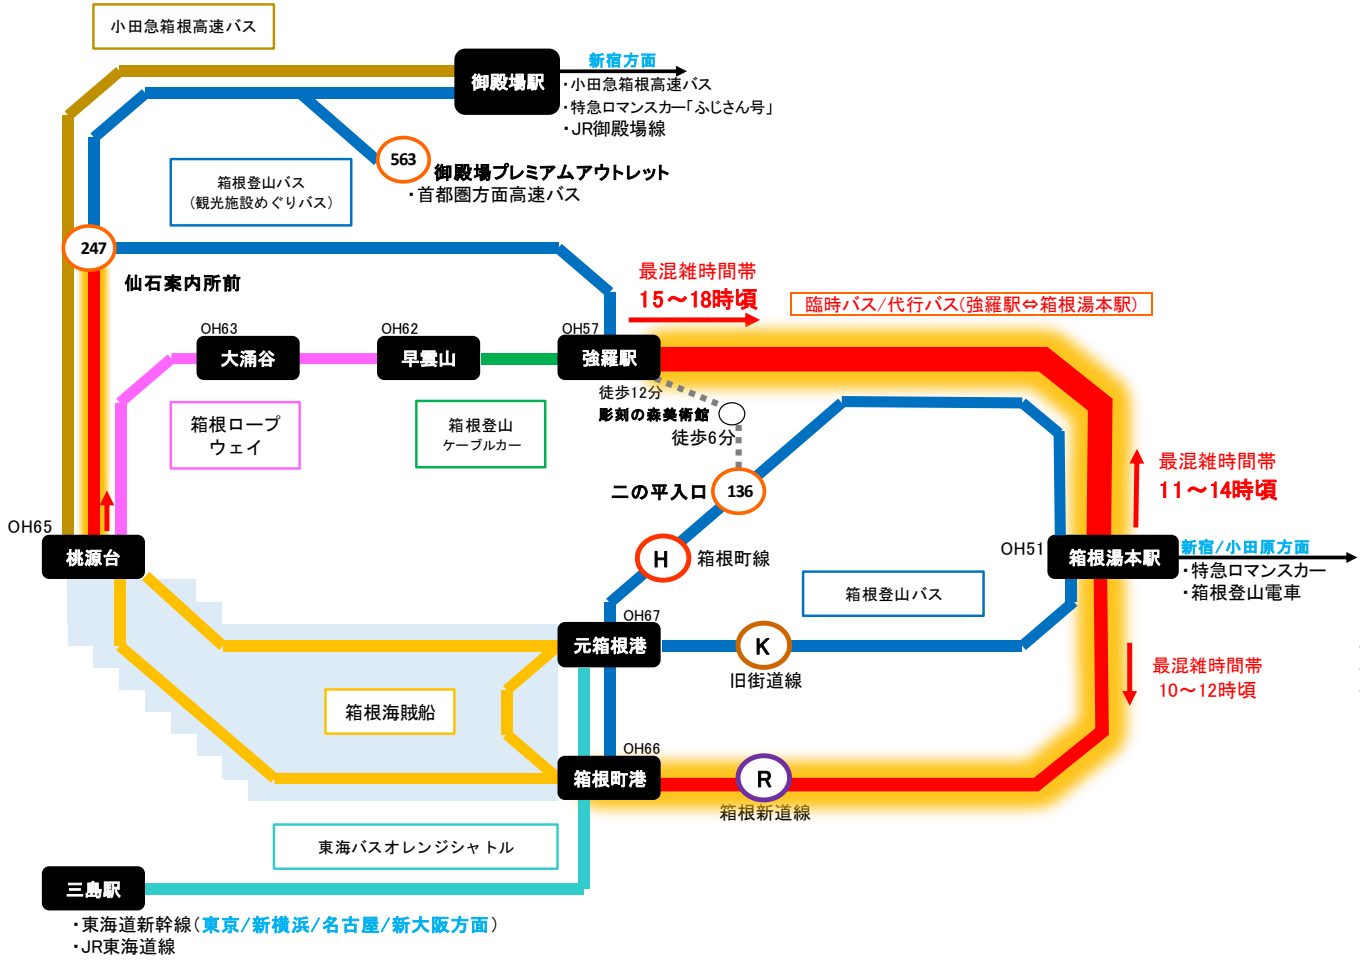 小田急箱根高速バス
御殿場駅
新宿方面
・小田急箱根高速バス
・特急ロマンスカー「ふじさん号」
・JR御殿場線
563
御殿場プレミアムアウトレット
・首都圏方面高速バス
箱根登山バス
(観光施設めぐりバス)
247
仙石案内所前
最混雑時間帯
15～18時頃
臨時バス/代行バス(強羅駅⇔箱根湯本駅)
OH63
大涌谷
OH62
早雲山
OH57
強羅駅
徒歩12分
彫刻の森美術館
徒歩6分
箱根ロープ
ウェイ
箱根登山
ケーブルカー
二の平入口
136
最混雑時間帯
11～14時頃
OH65
桃源台
H
箱根町線
OH51
箱根湯本駅
新宿/小田原方面
・特急ロマンスカー
・箱根登山電車
箱根登山バス
OH67
元箱根港
K
旧街道線
最混雑時間帯
10～12時頃
箱根海賊船
OH66
箱根町港
R
箱根新道線
東海バスオレンジシャトル
三島駅
・東海道新幹線(東京/新横浜/名古屋/新大阪方面)
・JR東海道線